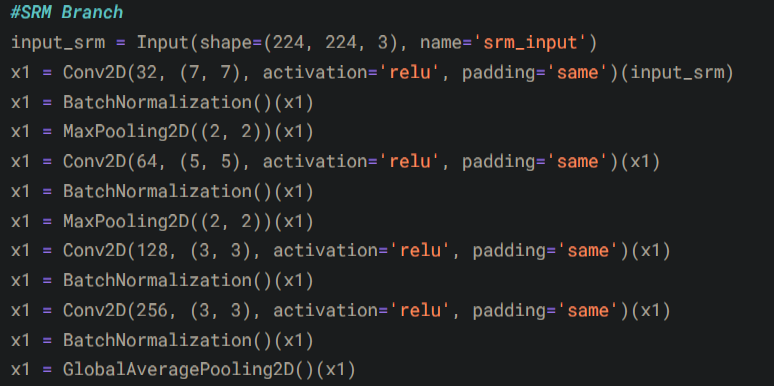 #SRM Branch
input_srm = Input(shape=(224, 224, 3), name='srm_input')
x1 = Conv2D(32, (7, 7), activation='relu', padding='same')(input_srm)
x1 = BatchNormalization()(x1)
x1 = MaxPooling2D((2, 2))(x1)
x1 = Conv2D(64, (5, 5), activation='relu', padding='same')(x1)
x1 = BatchNormalization()(x1)
x1 = MaxPooling2D((2, 2))(x1)
x1 = Conv2D(128, (3, 3), activation='relu', padding='same')(x1)
x1 = BatchNormalization()(x1)
x1 = Conv2D(256, (3, 3), activation='relu', padding='same')(x1)
x1 = BatchNormalization()(x1)
x1 = GlobalAveragePooling2D()(x1)